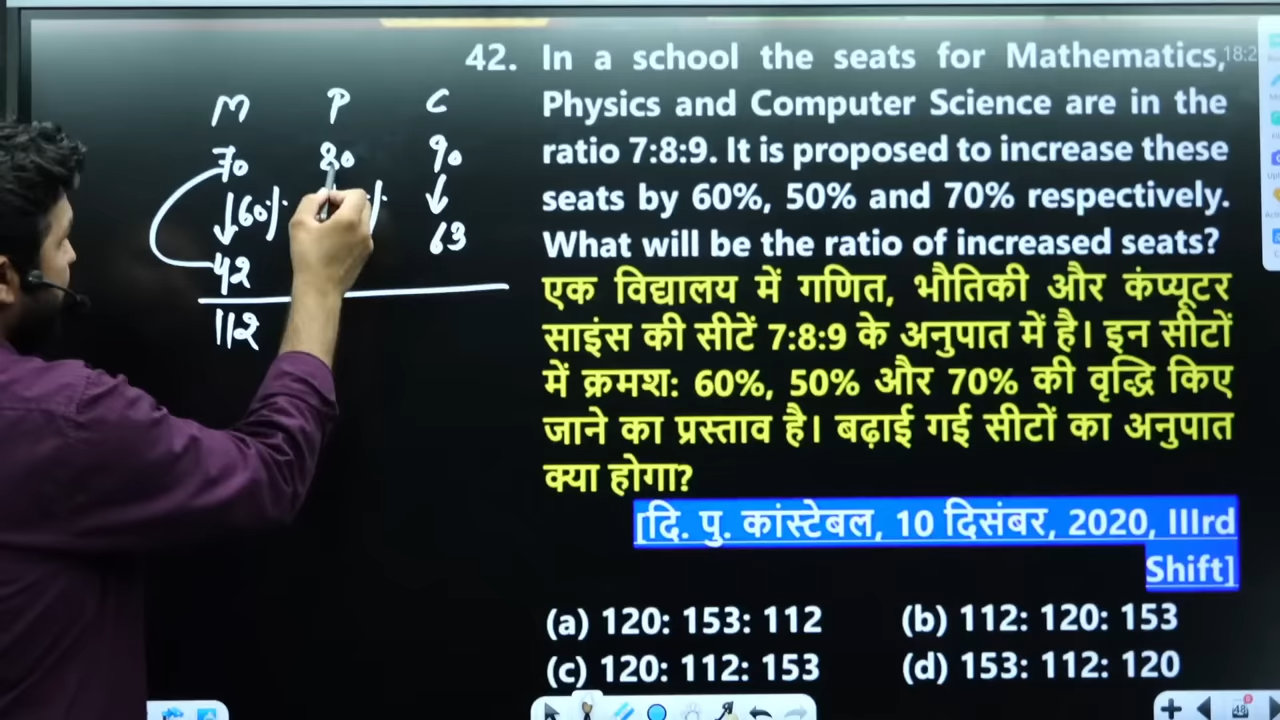 42. In a school the seats for Mathematics,
Physics and Computer Science are in the
ratio 7:8:9. It is proposed to increase these
seats by 60%, 50% and 70% respectively.
What will be the ratio of increased seats?
एक विद्यालय में गणित, भौतिकी और कंप्यूटर
साइंस की सीटें 7:8:9 के अनुपात में है। इन सीटों
में क्रमश: 60%, 50% और 70% की वृद्धि किए
जाने का प्रस्ताव है। बढ़ाई गई सीटों का अनुपात
क्या होगा?
[दि. पु. कांस्टेबल, 10 दिसंबर, 2020, IIIrd
Shift]
(a) 120: 153: 112 (b) 112: 120: 153
(c) 120: 112: 153 (d) 153: 112: 120
M P C
70 80 90
60%
42 63
112
18:2
48